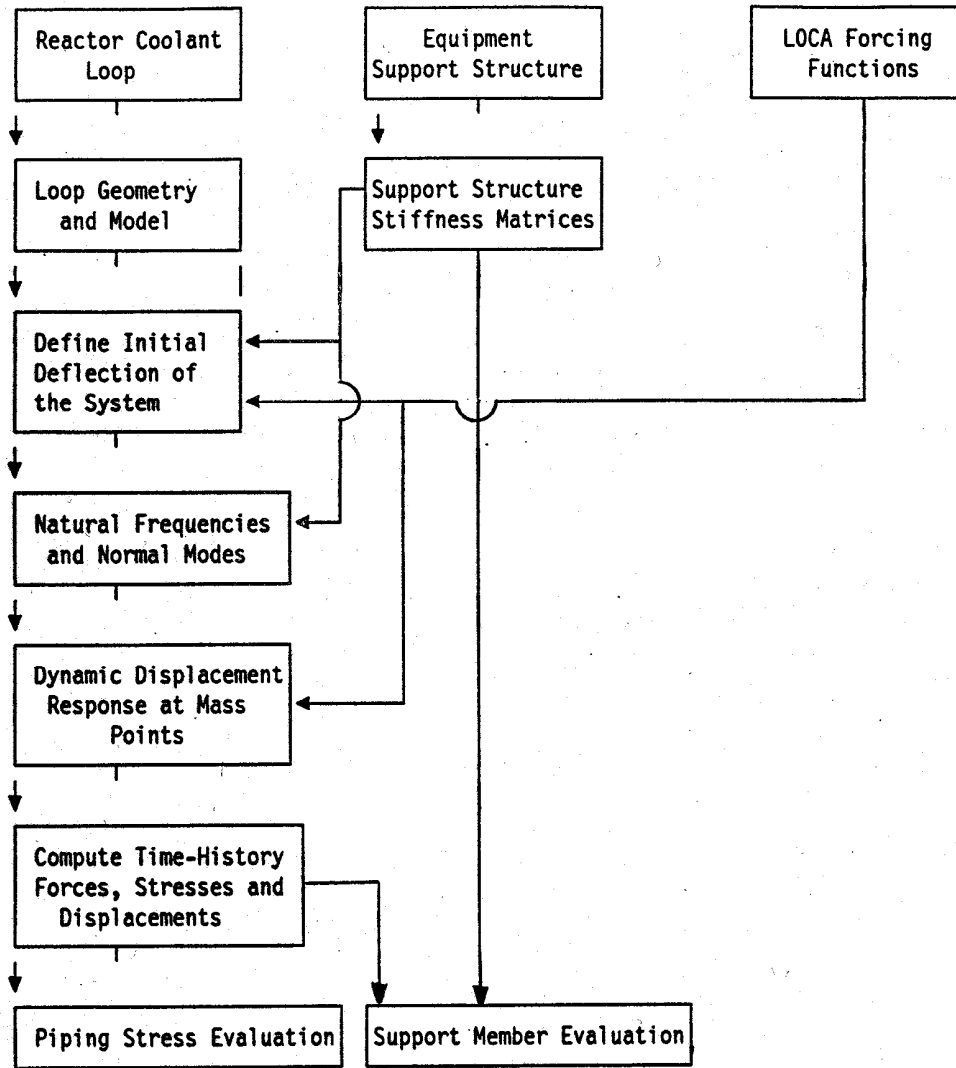 Reactor Coolant
Loop
Equipment
Support Structure
LOCA Forcing
Functions
Loop Geometry
and Model
Support Structure
Stiffness Matrices
Define Initial
Deflection of
the System
Natural Frequencies
and Normal Modes
Dynamic Displacement
Response at Mass
Points
Compute Time-History
Forces, Stresses and
Displacements
Piping Stress Evaluation
Support Member Evaluation